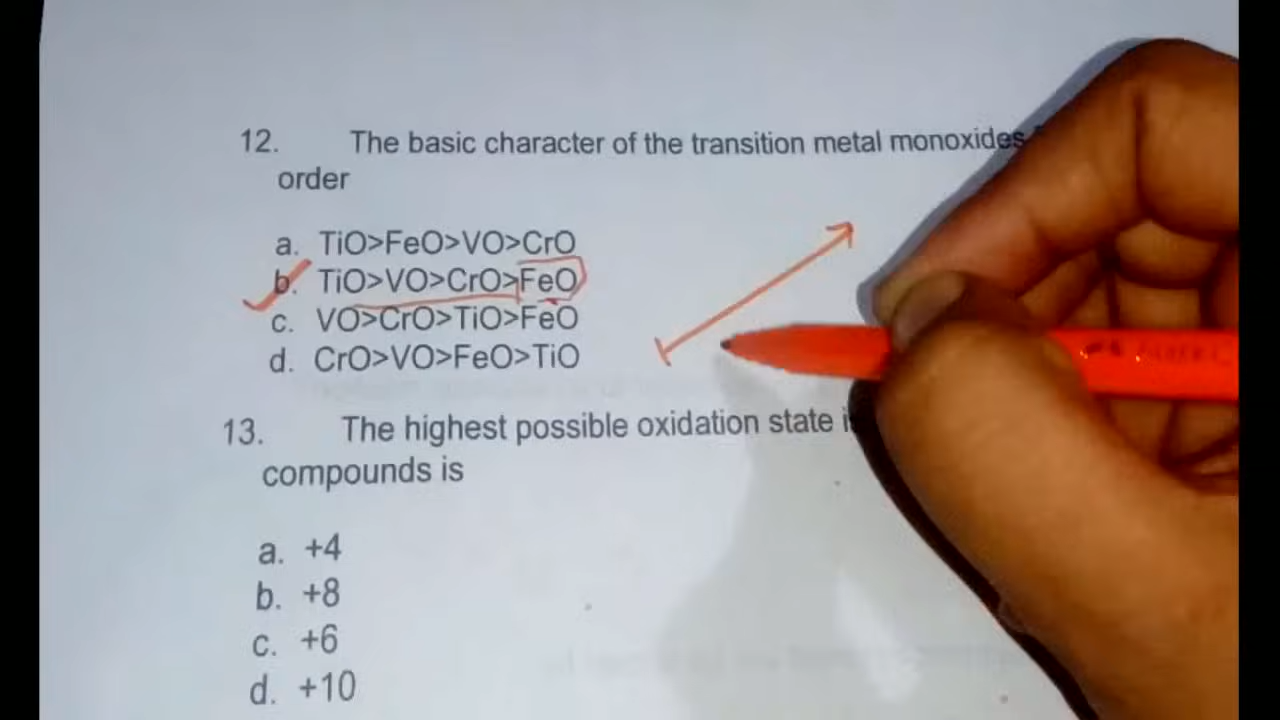 12. The basic character of the transition metal monoxides
order
a. TiO>FeO>VO>CrO
b. TiO>VO>CrO>FeO
c. VO>CrO>TiO>FeO
d. CrO>VO>FeO>TiO
13. The highest possible oxidation state
compounds is
a. +4
b. +8
c. +6
d. +10